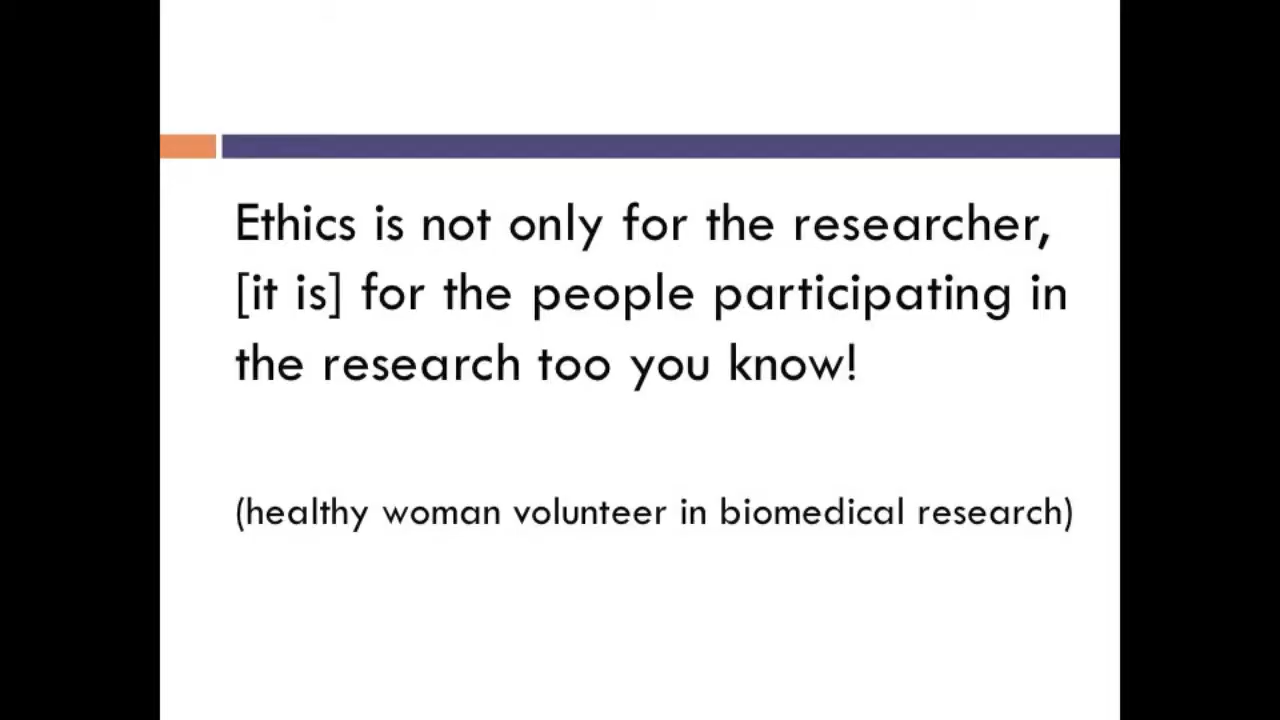 Ethics is not only for the researcher,
[it is] for the people participating in
the research too you know!
(healthy woman volunteer in biomedical research)